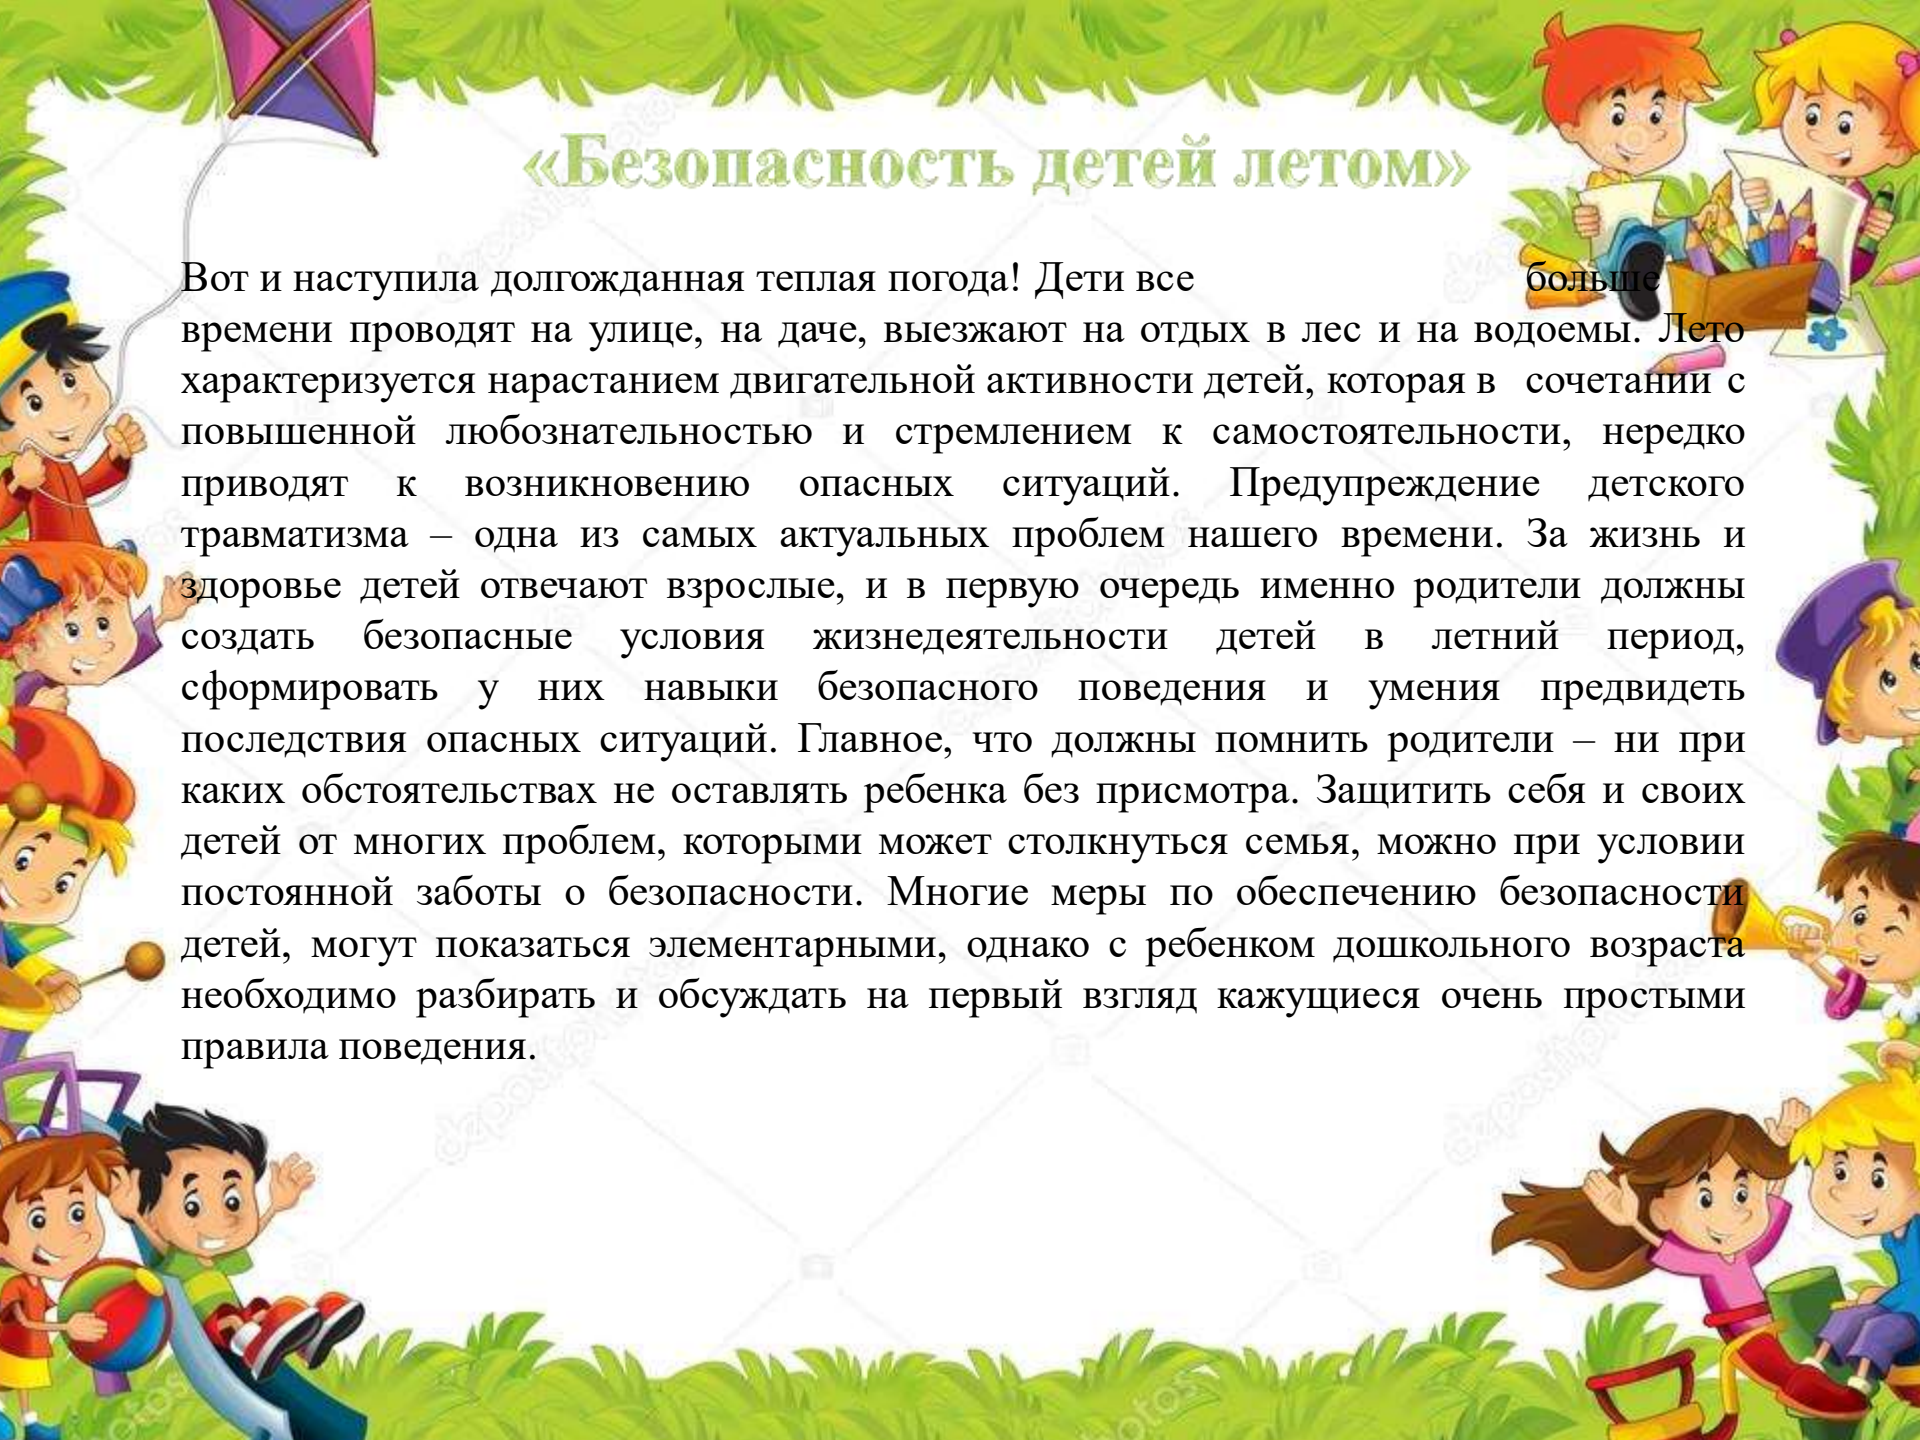 «Безопасность детей летом»
Вот и наступила долгожданная теплая погода! Дети все больше
времени проводят на улице, на даче, выезжают на отдых в лес и на водоемы. Лето
характеризуется нарастанием двигательной активности детей, которая в сочетании с
повышенной любознательностью и стремлением к самостоятельности, нередко
приводят к возникновению опасных ситуаций. Предупреждение детского
травматизма – одна из самых актуальных проблем нашего времени. За жизнь и
здоровье детей отвечают взрослые, и в первую очередь именно родители должны
создать безопасные условия жизнедеятельности детей в летний период,
сформировать у них навыки безопасного поведения и умения предвидеть
последствия опасных ситуаций. Главное, что должны помнить родители – ни при
каких обстоятельствах не оставлять ребенка без присмотра. Защитить себя и своих
детей от многих проблем, которыми может столкнуться семья, можно при условии
постоянной заботы о безопасности. Многие меры по обеспечению безопасности
детей, могут показаться элементарными, однако с ребенком дошкольного возраста
необходимо разбирать и обсуждать на первый взгляд кажущиеся очень простыми
правила поведения.
depositphotos
depositphotos
depositphotos